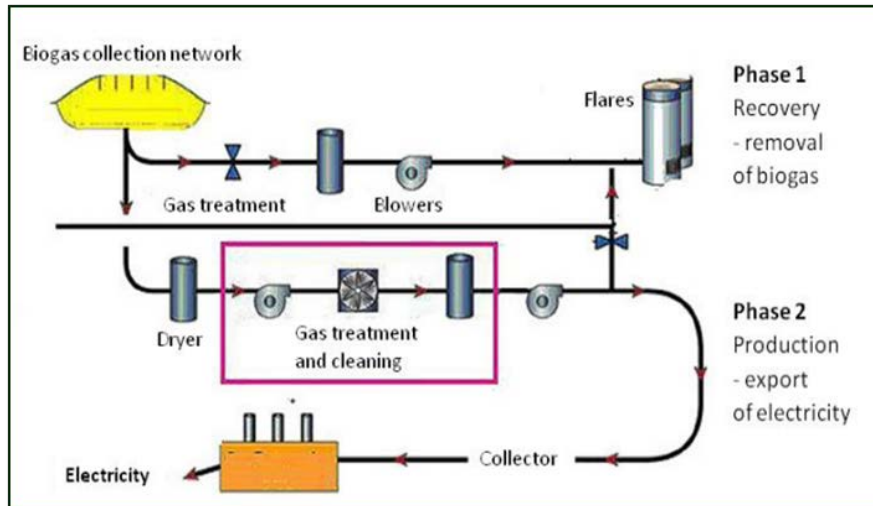 Biogas collection network
Flares
Phase 1
Recovery
- removal
of biogas
Gas treatment
Blowers
Dryer
Gas treatment
and cleaning
Phase 2
Production
- export
of electricity
Electricity
Collector